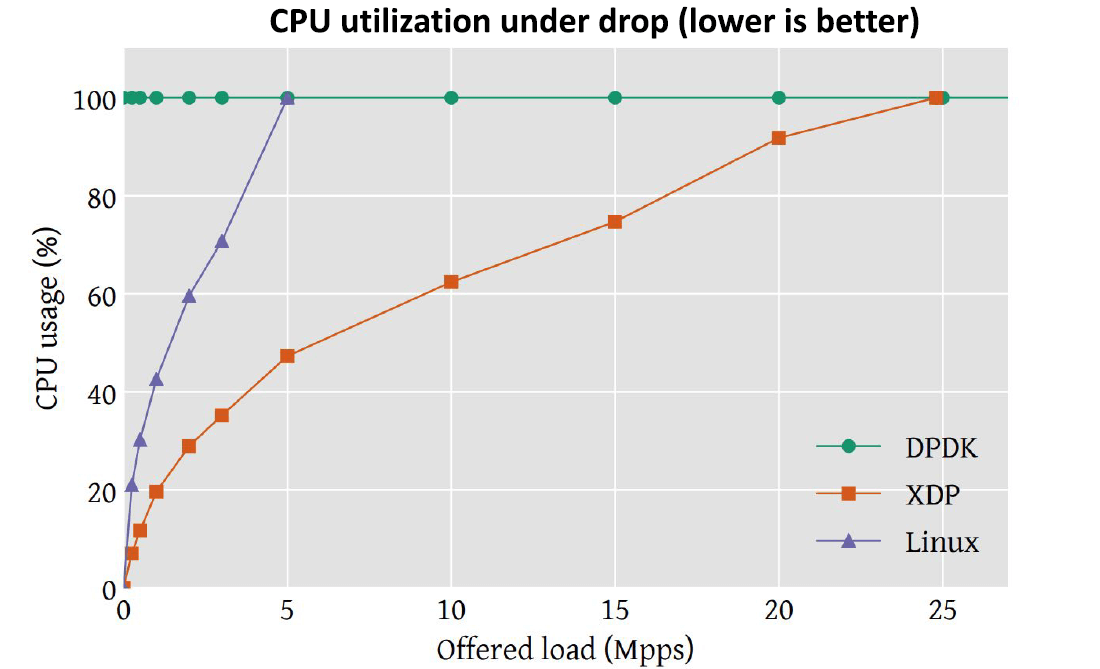 CPU utilization under drop (lower is better)
100
80
60
40
20
0
CPU usage (%)
0 5 10 15 20 25
Offered load (Mpps)
DPDK
XDP
Linux